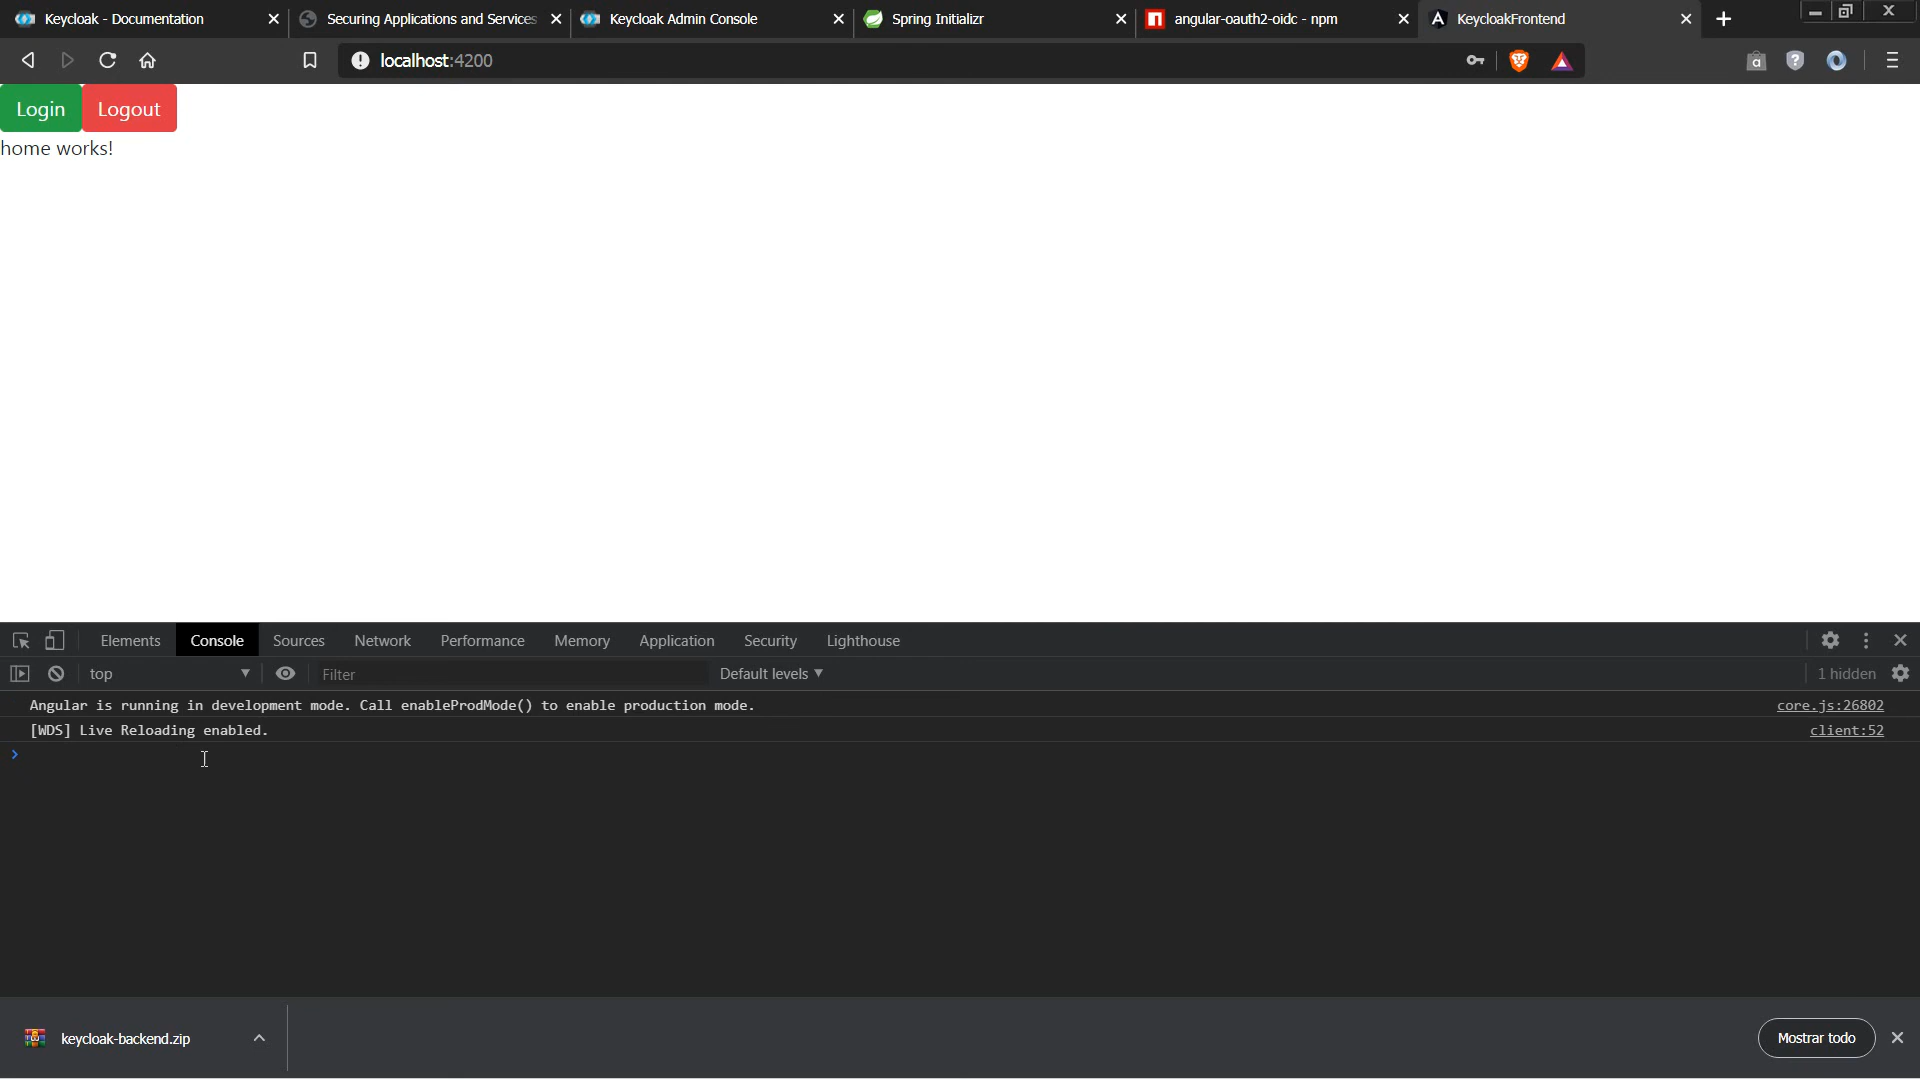 Keycloak - Documentation
Securing Applications and Services
Keycloak Admin Console
Spring Initializr
angular-oauth2-oidc - npm
KeycloakFrontend
localhost:4200
Login
Logout
home works!
Elements
Console
Sources
Network
Performance
Memory
Application
Security
Lighthouse
top
Filter
Default levels
1 hidden
Angular is running in development mode. Call enableProdMode() to enable production mode.
core.js:26802
[WDS] Live Reloading enabled.
client:52
keycloak-backend.zip
Mostrar todo